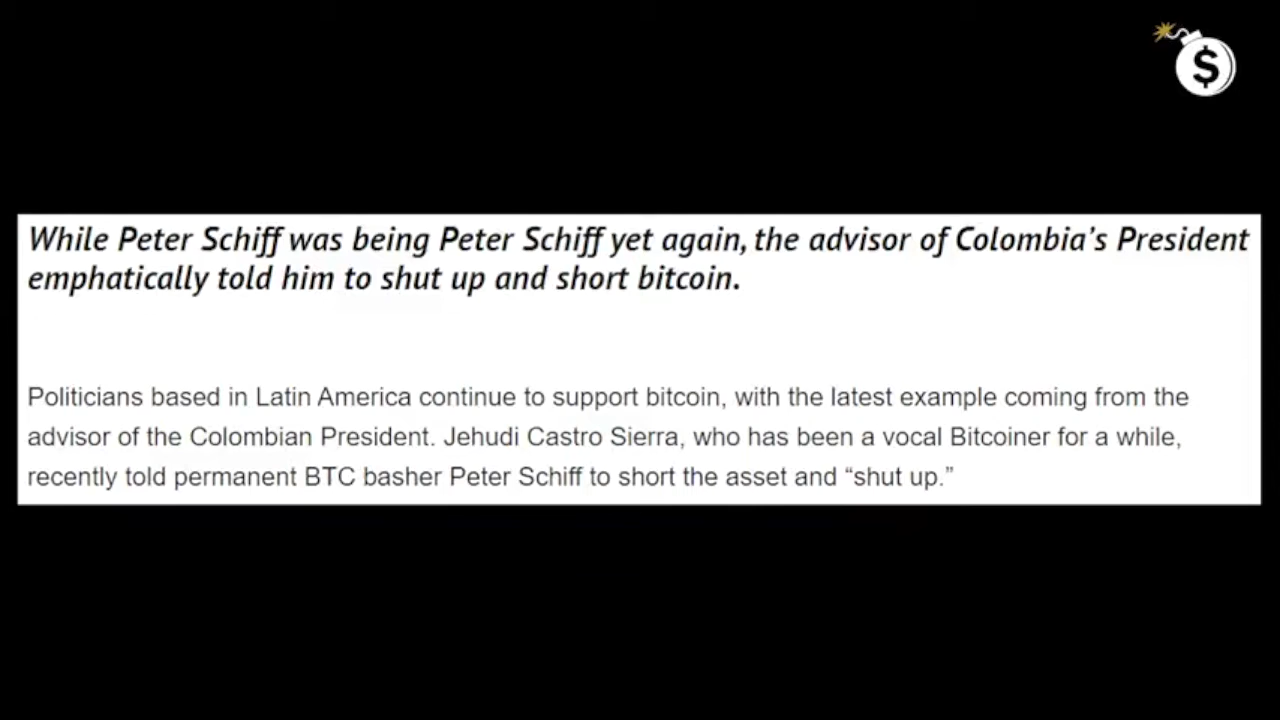 $
While Peter Schiff was being Peter Schiff yet again, the advisor of Colombia’s President
emphatically told him to shut up and short bitcoin.
Politicians based in Latin America continue to support bitcoin, with the latest example coming from the
advisor of the Colombian President. Jehudi Castro Sierra, who has been a vocal Bitcoiner for a while,
recently told permanent BTC basher Peter Schiff to short the asset and “shut up.”